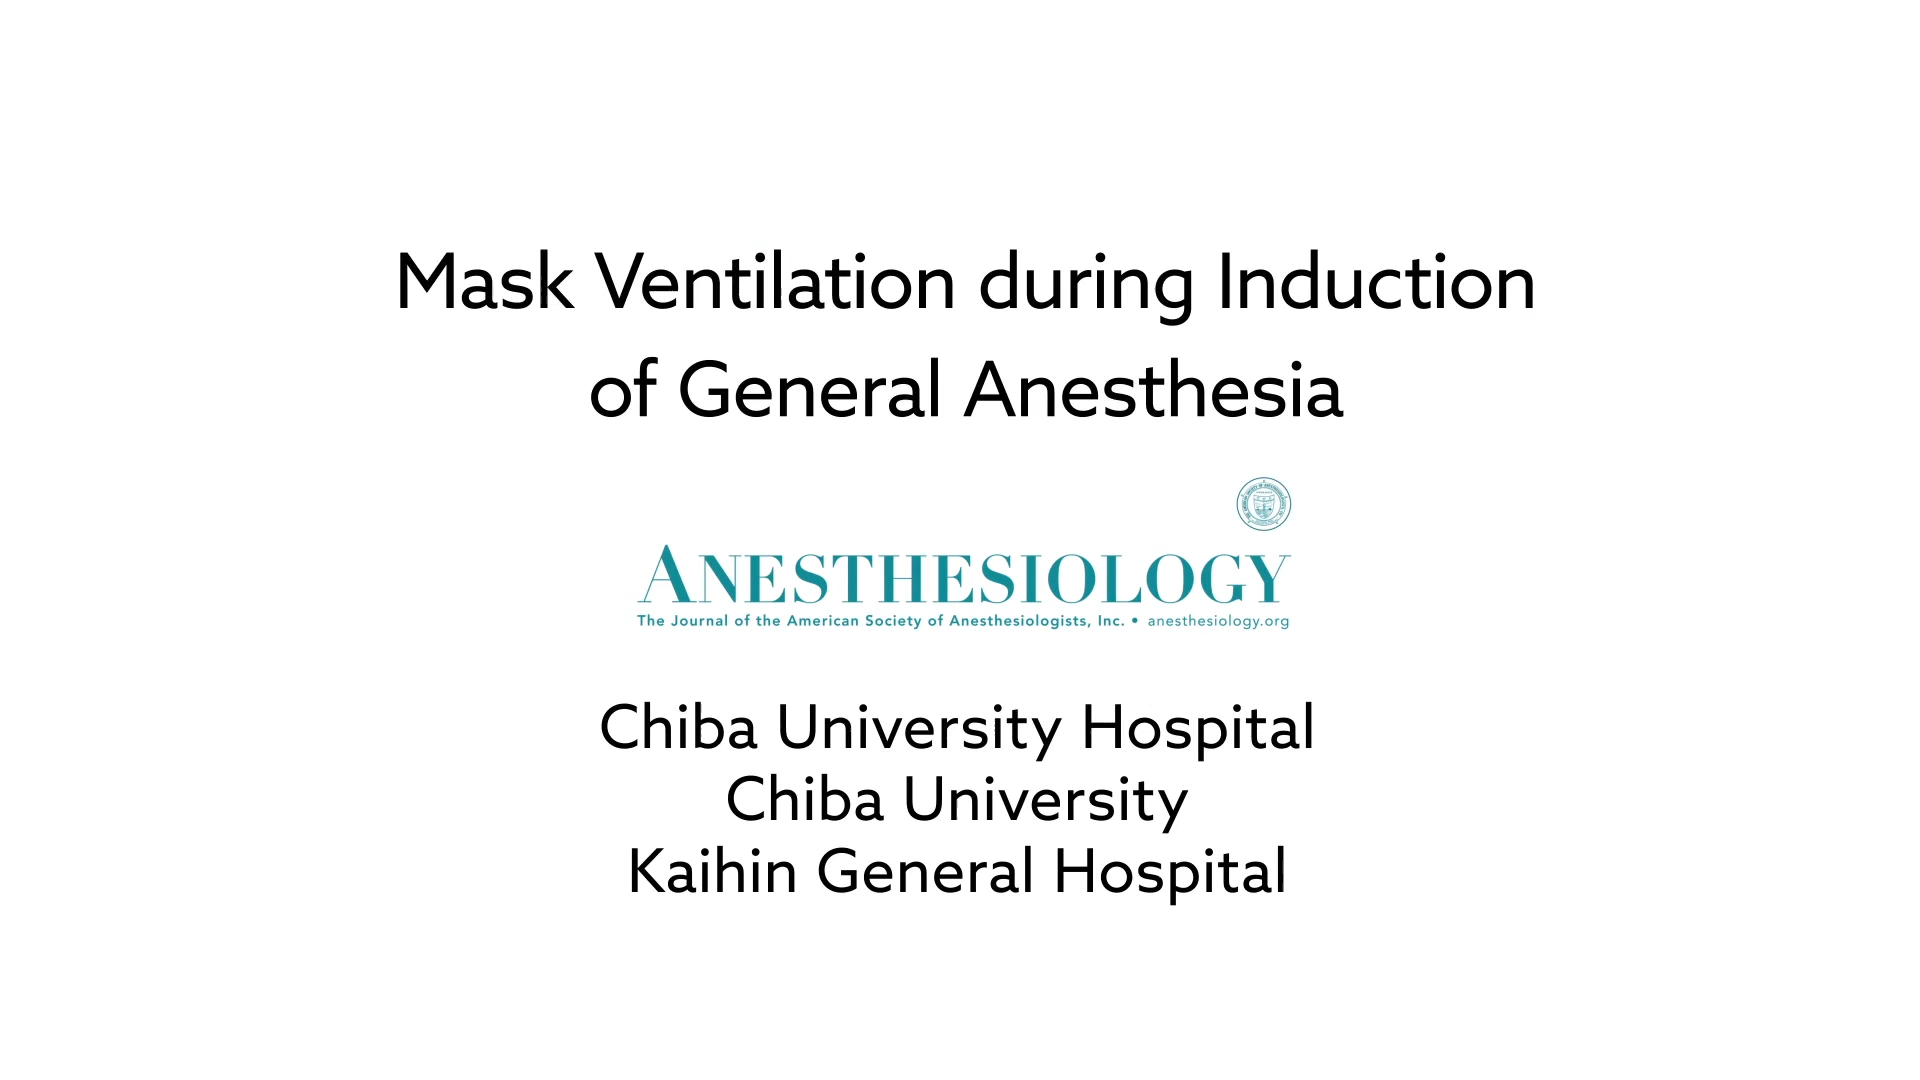 Mask Ventilation during Induction
of General Anesthesia
ANESTHESIOLOGY
The Journal of the American Society of Anesthesiologists, Inc. • anesthesiology.org
Chiba University Hospital
Chiba University
Kaihin General Hospital